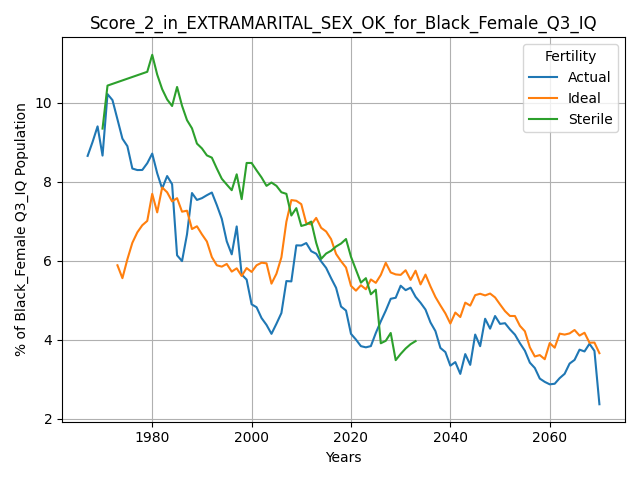 Score_2_in_EXTRAMARITAL_SEX_OK_for_Black_Female_Q3_IQ
Fertility
Actual
Ideal
Sterile
% of Black_Female Q3_IQ Population
10
8
6
4
2
1980
2000
2020
2040
2060
Years